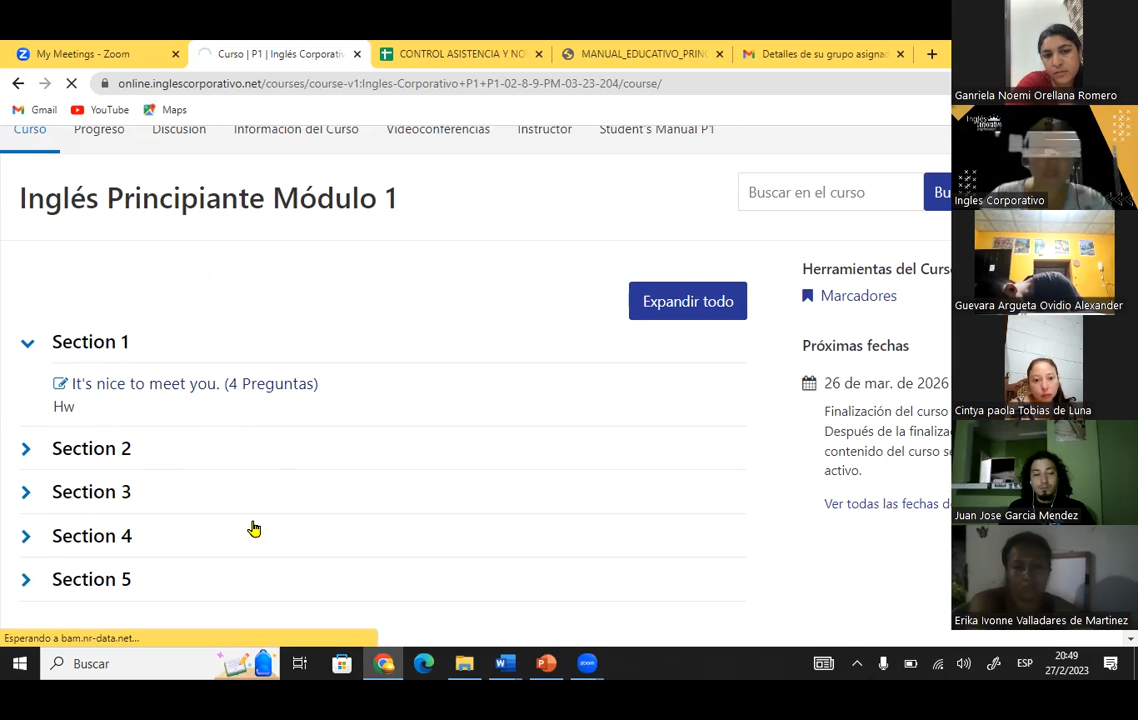 My Meetings - Zoom
Curso | P1 | Inglés Corporati
CONTROL ASISTENCIA Y NO
MANUAL_EDUCATIVO_PRIN
Detalles de su grupo asignad
online.inglescorporativo.net/courses/course-v1:Ingles-Corporativo+P1+P1-02-8-9-PM-03-23-204/course/
Gmail
YouTube
Maps
Curso
Progreso
Discusión
Información del Curso
Videoconferencias
Instructor
Student's Manual P1
Inglés Principiante Módulo 1
Buscar en el curso
Bu
Expandir todo
Herramientas del Curs
Marcadores
Próximas fechas
26 de mar. de 2026
Finalización del curso
Después de la finaliza
contenido del curso se
activo.
Ver todas las fechas d
Section 1
It's nice to meet you. (4 Preguntas)
Hw
Section 2
Section 3
Section 4
Section 5
Esperando a bam.nr-data.net...
Buscar
ESP
20:49
27/2/2023
Ganriela Noemi Orellana Romero
Inglés
Ingles Corporativo
Guevara Argueta Ovidio Alexander
Cintya paola Tobias de Luna
Juan Jose Garcia Mendez
Erika Ivonne Valladares de Martinez